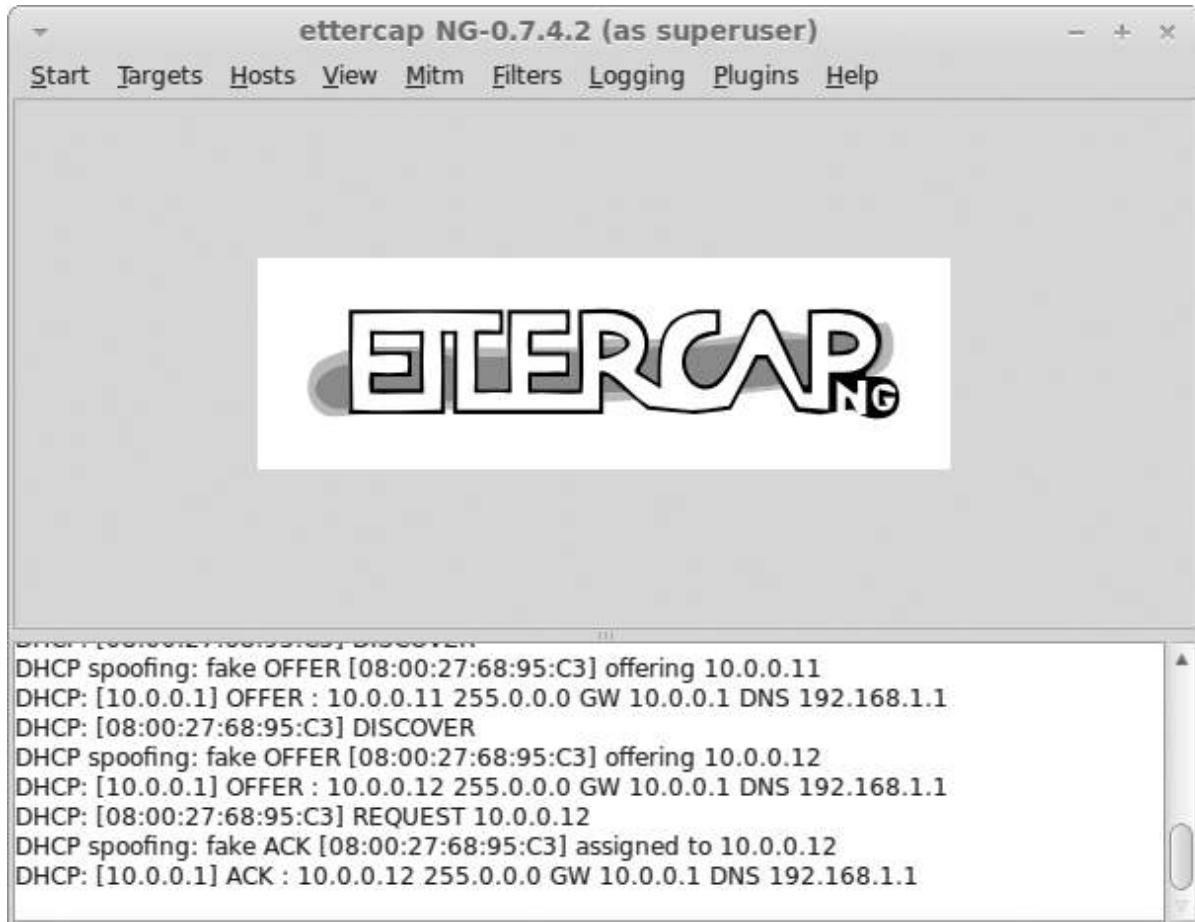 ettercap NG-0.7.4.2 (as superuser)
Start Targets Hosts View Mitm Filters Logging Plugins Help
ETTERCAP
NG
DHCP: [08:00:27:68:95:C3] DISCOVER
DHCP spoofing: fake OFFER [08:00:27:68:95:C3] offering 10.0.0.11
DHCP: [10.0.0.1] OFFER : 10.0.0.11 255.0.0.0 GW 10.0.0.1 DNS 192.168.1.1
DHCP: [08:00:27:68:95:C3] DISCOVER
DHCP spoofing: fake OFFER [08:00:27:68:95:C3] offering 10.0.0.12
DHCP: [10.0.0.1] OFFER : 10.0.0.12 255.0.0.0 GW 10.0.0.1 DNS 192.168.1.1
DHCP: [08:00:27:68:95:C3] REQUEST 10.0.0.12
DHCP spoofing: fake ACK [08:00:27:68:95:C3] assigned to 10.0.0.12
DHCP: [10.0.0.1] ACK : 10.0.0.12 255.0.0.0 GW 10.0.0.1 DNS 192.168.1.1